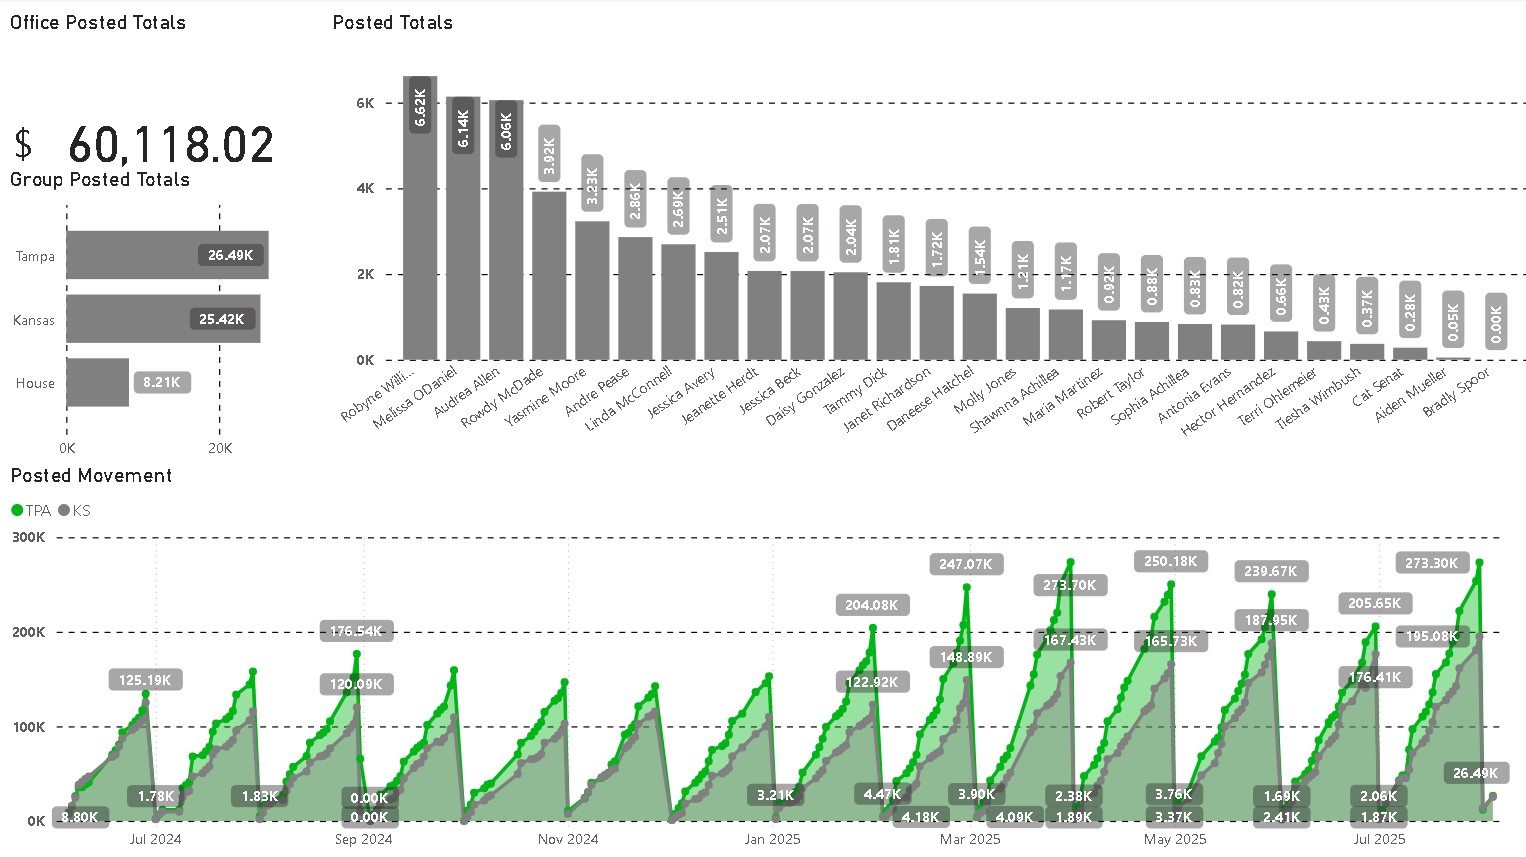 Office Posted Totals
$ 60,118.02
Group Posted Totals
Tampa 26.49K
Kansas 25.42K
House 8.21K
0K 20K
Posted Totals
6K
4K
2K
0K
6.62K 6.14K 6.06K 3.92K 3.23K 2.86K 2.69K 2.51K 2.07K 2.07K 2.04K 1.81K 1.72K 1.54K 1.21K 1.17K 0.92K 0.88K 0.83K 0.82K 0.66K 0.43K 0.37K 0.28K 0.05K 0.00K
Robyne Willi...
Melissa ODaniel
Audrea Allen
Rowdy McDade
Yasmine Moore
Andre Pease
Linda McConnell
Jessica Avery
Jeanette Herdt
Jessica Beck
Daisy Gonzalez
Tammy Dick
Janet Richardson
Daneese Hatchel
Molly Jones
Shawnna Achillea
Maria Martinez
Robert Taylor
Sophia Achillea
Antonia Evans
Hector Hernandez
Terri Ohlemeier
Tiesha Wimbush
Cat Senat
Aiden Mueller
Bradly Spoor
Posted Movement
TPA KS
300K
200K
100K
0K
247.07K 273.70K 250.18K 239.67K 273.30K
204.08K 205.65K
176.54K 167.43K 165.73K 187.95K 195.08K
125.19K 120.09K 122.92K 148.89K 176.41K
26.49K
1.78K 1.83K 0.00K 3.21K 4.47K 3.90K 2.38K 3.76K 1.69K 2.06K
8.80K 0.00K 4.18K 4.09K 1.89K 3.37K 2.41K 1.87K
Jul 2024 Sep 2024 Nov 2024 Jan 2025 Mar 2025 May 2025 Jul 2025